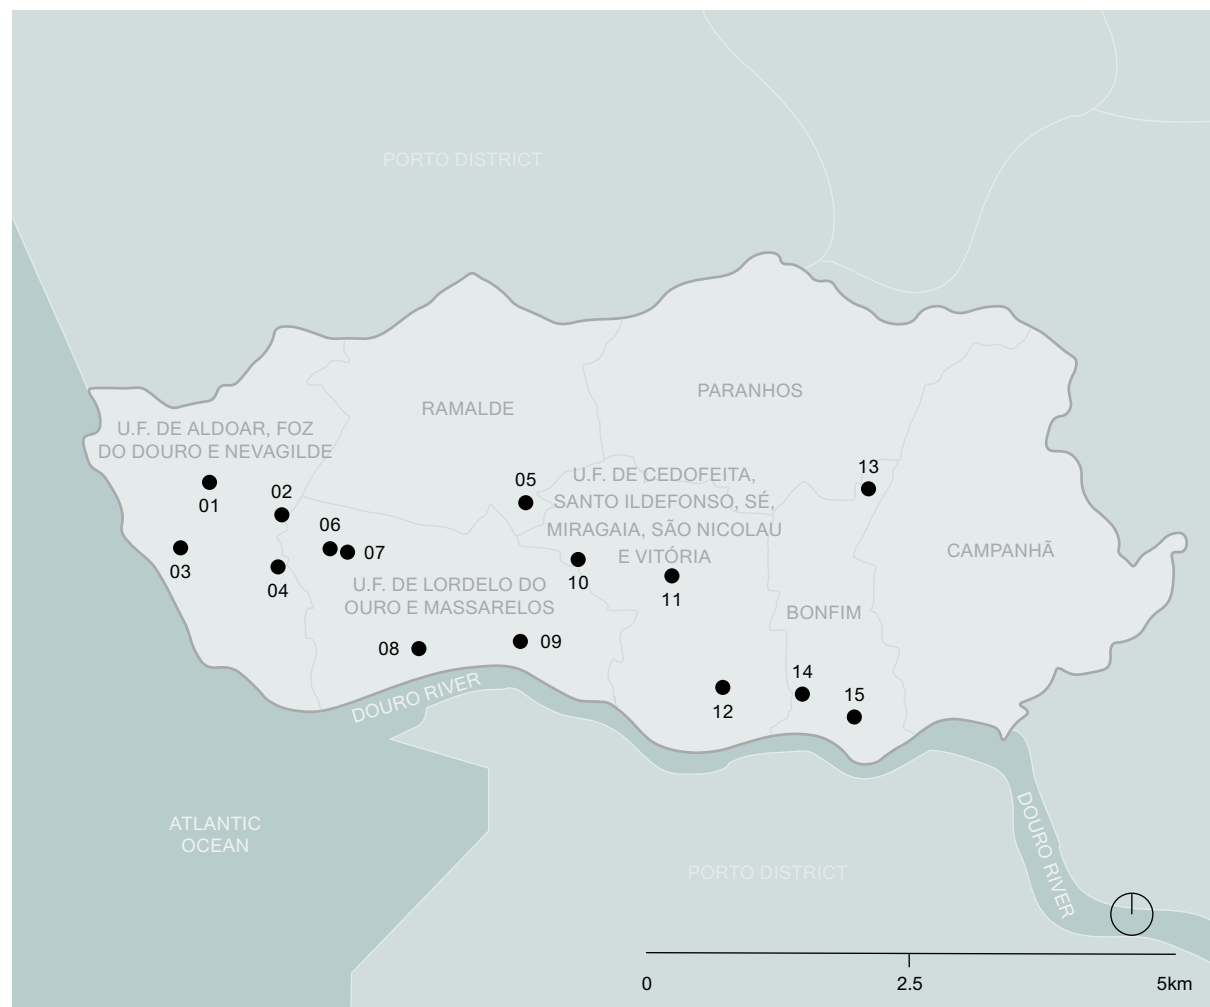 PORTO DISTRICT
PARANHOS
RAMALDE
U.F. DE ALDOAR, FOZ
DO DOURO E NEVAGILDE
13
U.F. DE CEDOFEITA,
SANTO ILDEFONSO, SÉ,
MIRAGAIA, SÃO NICOLAU
E VITÓRIA
05
02
01
06
07
CAMPANHÃ
03
04
10
11
U.F. DE LORDELO DO
OURO E MASSARELOS
BONFIM
08
09
14
DOURO RIVER
15
12
ATLANTIC
OCEAN
PORTO DISTRICT
DOURO RIVER
0
2.5
5km